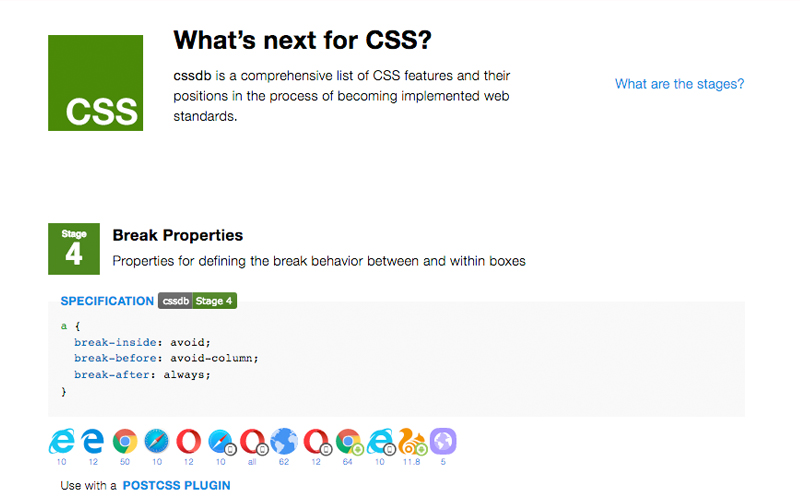 What's next for CSS?
CSS
cssdb is a comprehensive list of CSS features and their
positions in the process of becoming implemented web
standards.
What are the stages?
Stage
4
Break Properties
Properties for defining the break behavior between and within boxes
SPECIFICATION cssdb Stage 4
a {
  break-inside: avoid;
  break-before: avoid-column;
  break-after: always;
}
10 12 50 10 12 10 all 62 12 64 10 11.8 5
Use with a POSTCSS PLUGIN